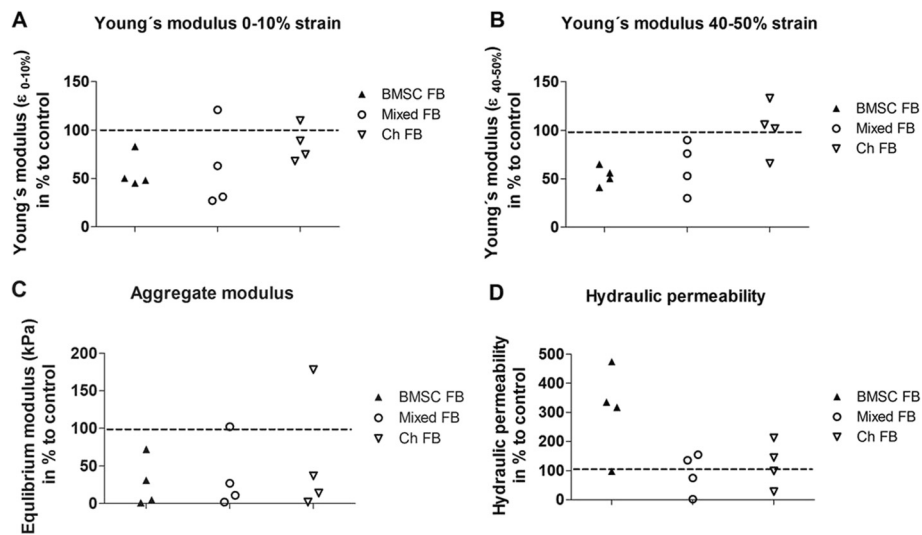 A
Young´s modulus 0-10% strain
Young´s modulus (ε 0-10%)
in % to control
150
100
50
0
BMSC FB
Mixed FB
Ch FB
B
Young´s modulus 40-50% strain
Young´s modulus (ε 40-50%)
in % to control
150
100
50
0
BMSC FB
Mixed FB
Ch FB
C
Aggregate modulus
Equlibrium modulus (kPa)
in % to control
200
150
100
50
0
BMSC FB
Mixed FB
Ch FB
D
Hydraulic permeability
Hydraulic permeability
in % to control
500
400
300
200
100
0
BMSC FB
Mixed FB
Ch FB